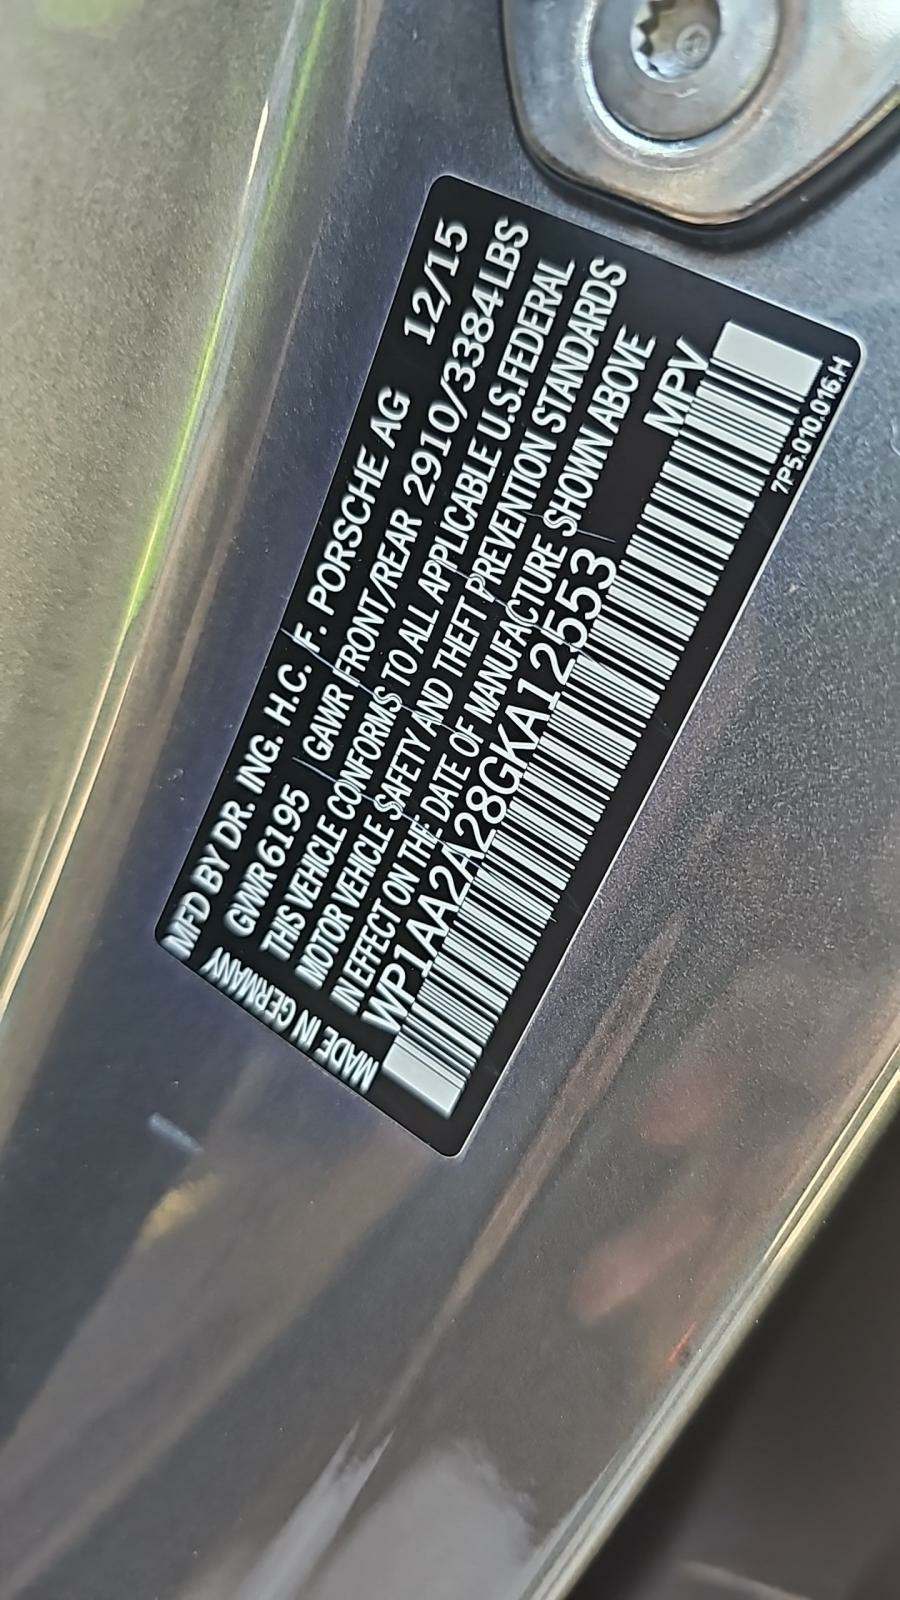 MFD BY DR. ING. H.C. F. PORSCHE AG 12/15
GVWR 6195 GAWR FRONT/REAR 2910/3384 LBS
THIS VEHICLE CONFORMS TO ALL APPLICABLE U.S.FEDERAL
MOTOR VEHICLE SAFETY AND THEFT PREVENTION STANDARDS
IN EFFECT ON THE DATE OF MANUFACTURE SHOWN ABOVE
WP1AA2A28GKA12553 MPV
MADE IN GERMANY
7P5.010.016.H